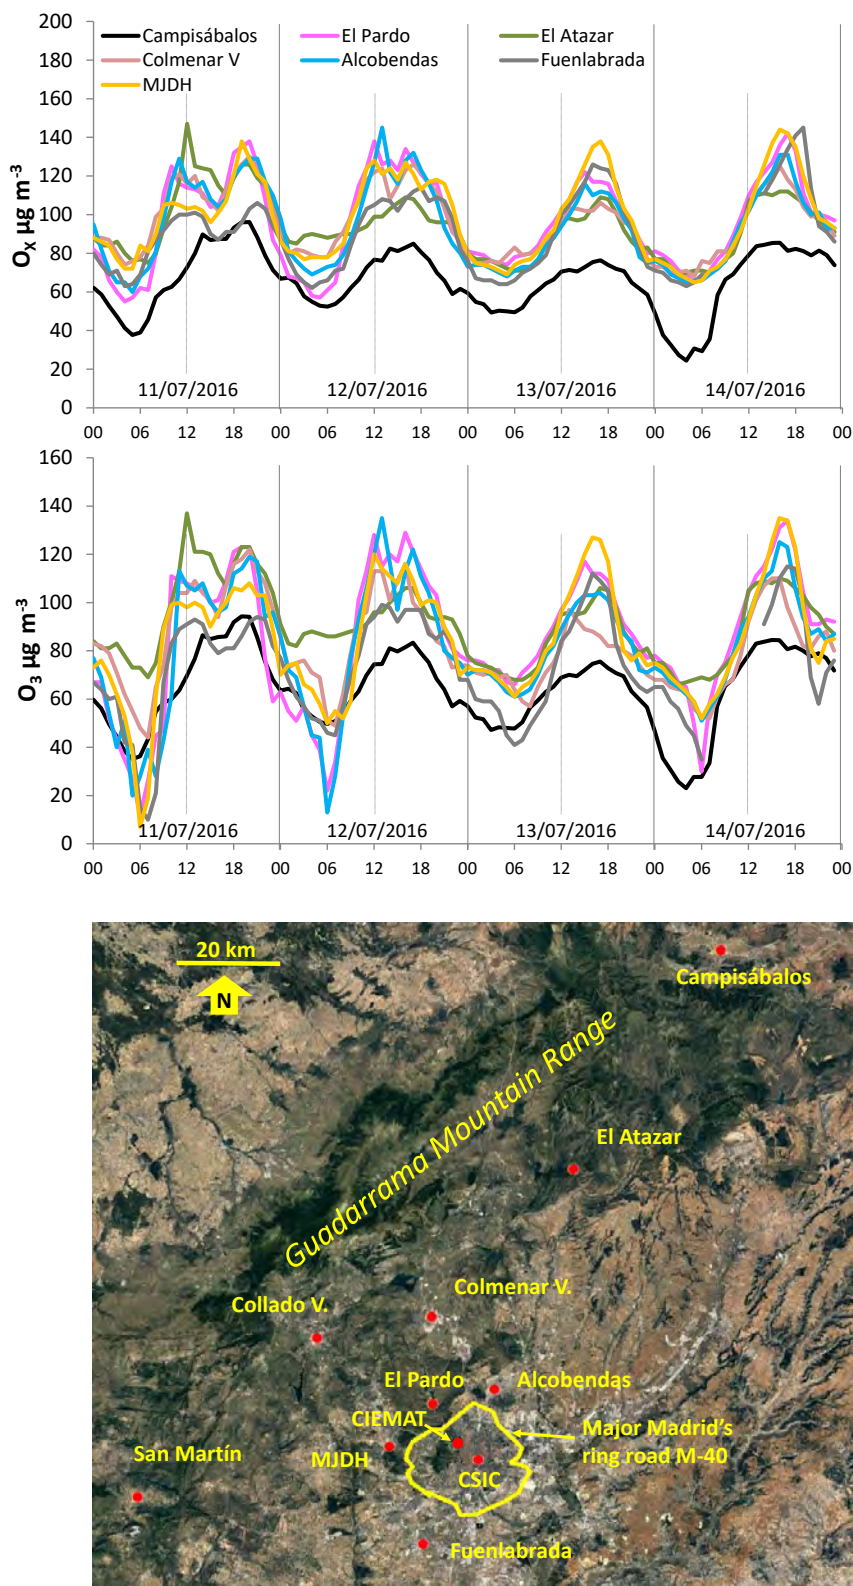 200
180
160
140
120
100
80
60
40
20
0
Oₓ µg m⁻³
Campisábalos El Pardo El Atazar
Colmenar V Alcobendas Fuenlabrada
MJDH
11/07/2016 12/07/2016 13/07/2016 14/07/2016
00 06 12 18 00 06 12 18 00 06 12 18 00 06 12 18 00
160
140
120
100
80
60
40
20
0
O₃ µg m⁻³
11/07/2016 12/07/2016 13/07/2016 14/07/2016
00 06 12 18 00 06 12 18 00 06 12 18 00 06 12 18 00
20 km
N
Campisábalos
Guadarrama Mountain Range
El Atazar
Colmenar V.
Collado V.
El Pardo
Alcobendas
CIEMAT
Major Madrid's
ring road M-40
MJDH
San Martín
CSIC
Fuenlabrada